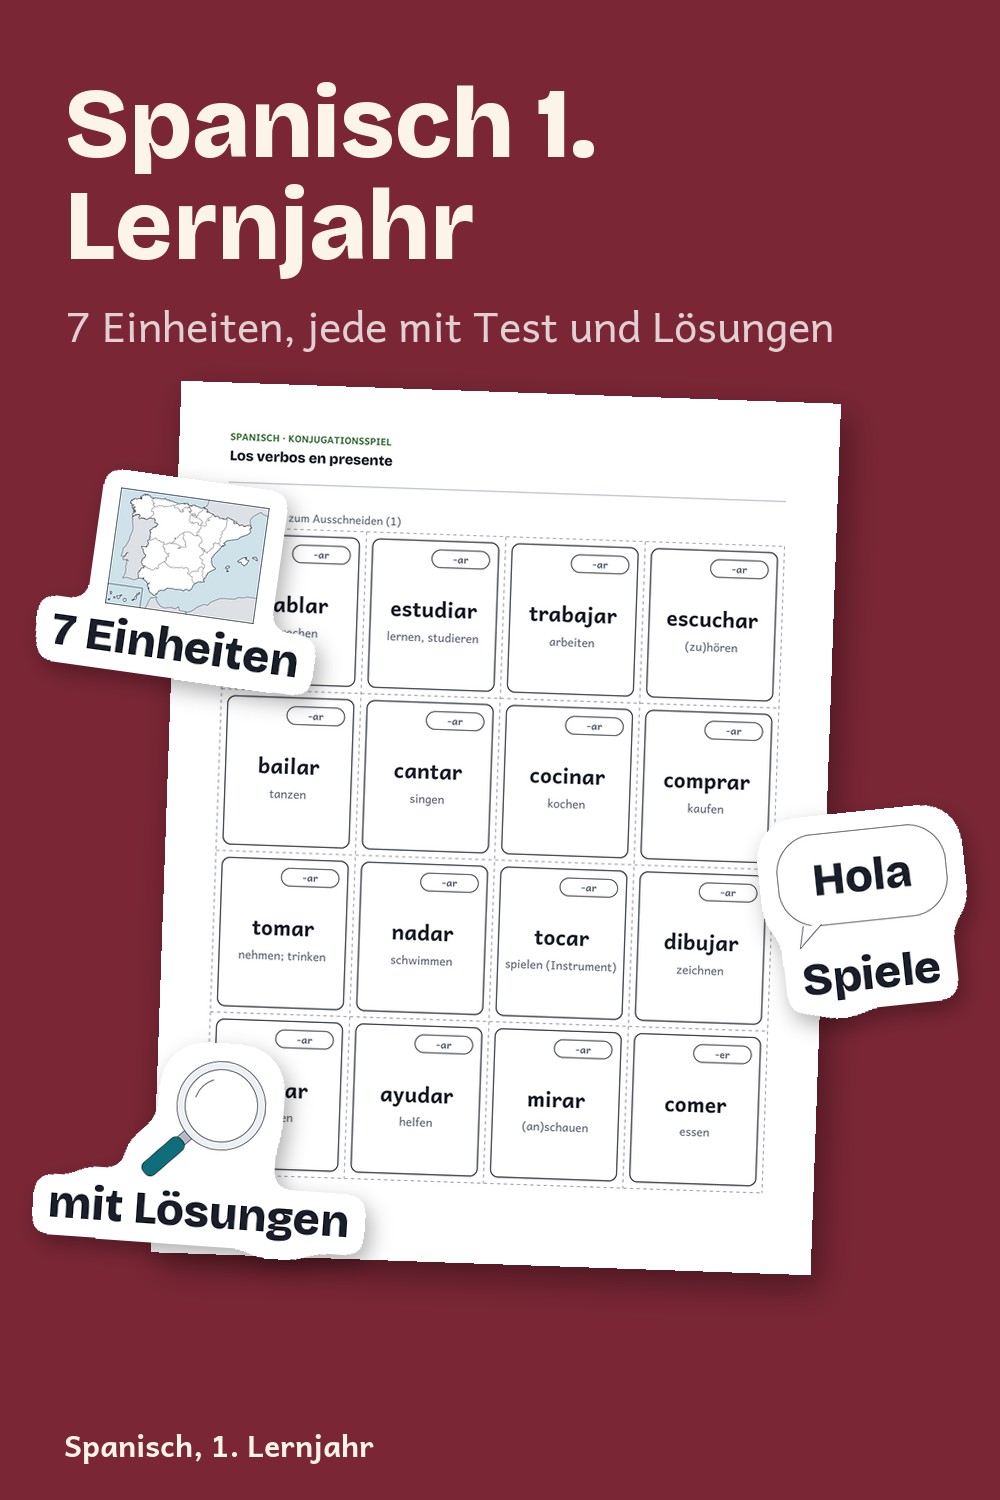 Spanisch 1.
Lernjahr
7 Einheiten, jede mit Test und Lösungen
SPANISCH · KONJUGATIONSSPIEL
Los verbos en presente
zum Ausschneiden (1)
-ar
-ar
-ar
-ar
estudiar
trabajar
escuchar
lernen, studieren
arbeiten
(zu)hören
7 Einheiten
-ar
-ar
-ar
-ar
bailar
cantar
cocinar
comprar
tanzen
singen
kochen
kaufen
Hola
Spiele
-ar
-ar
-ar
-ar
tomar
nadar
tocar
dibujar
nehmen; trinken
schwimmen
spielen (Instrument)
zeichnen
-ar
-ar
-ar
-er
ayudar
mirar
comer
helfen
(an)schauen
essen
mit Lösungen
Spanisch, 1. Lernjahr